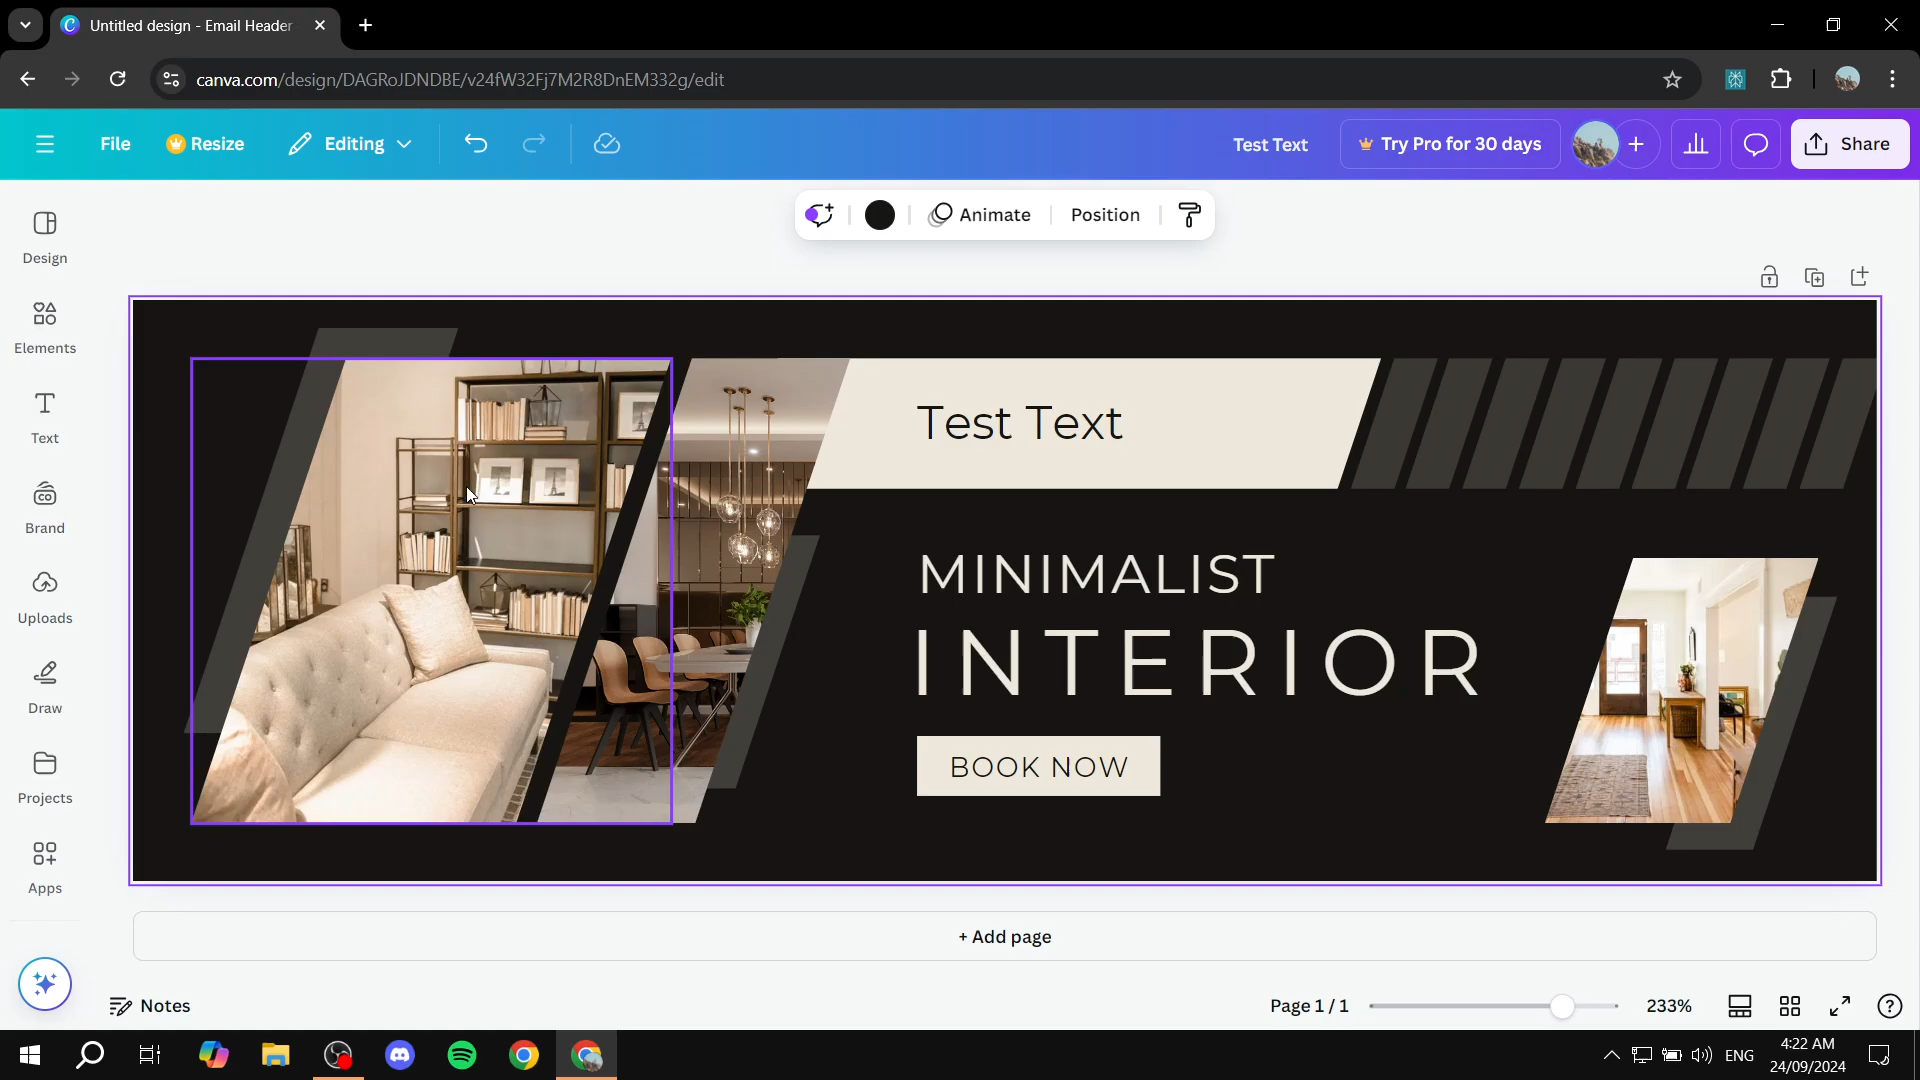 Untitled design - Email Header
canva.com/design/DAGRoJDNDBE/v24fW32Fj7M2R8DnEM332g/edit
File
Resize
Editing
Test Text
Try Pro for 30 days
Share
Animate
Position
Design
Elements
Text
Brand
Uploads
Draw
Projects
Apps
Test Text
MINIMALIST
INTERIOR
BOOK NOW
+ Add page
Notes
Page 1 / 1
233%
ENG
4:22 AM
24/09/2024